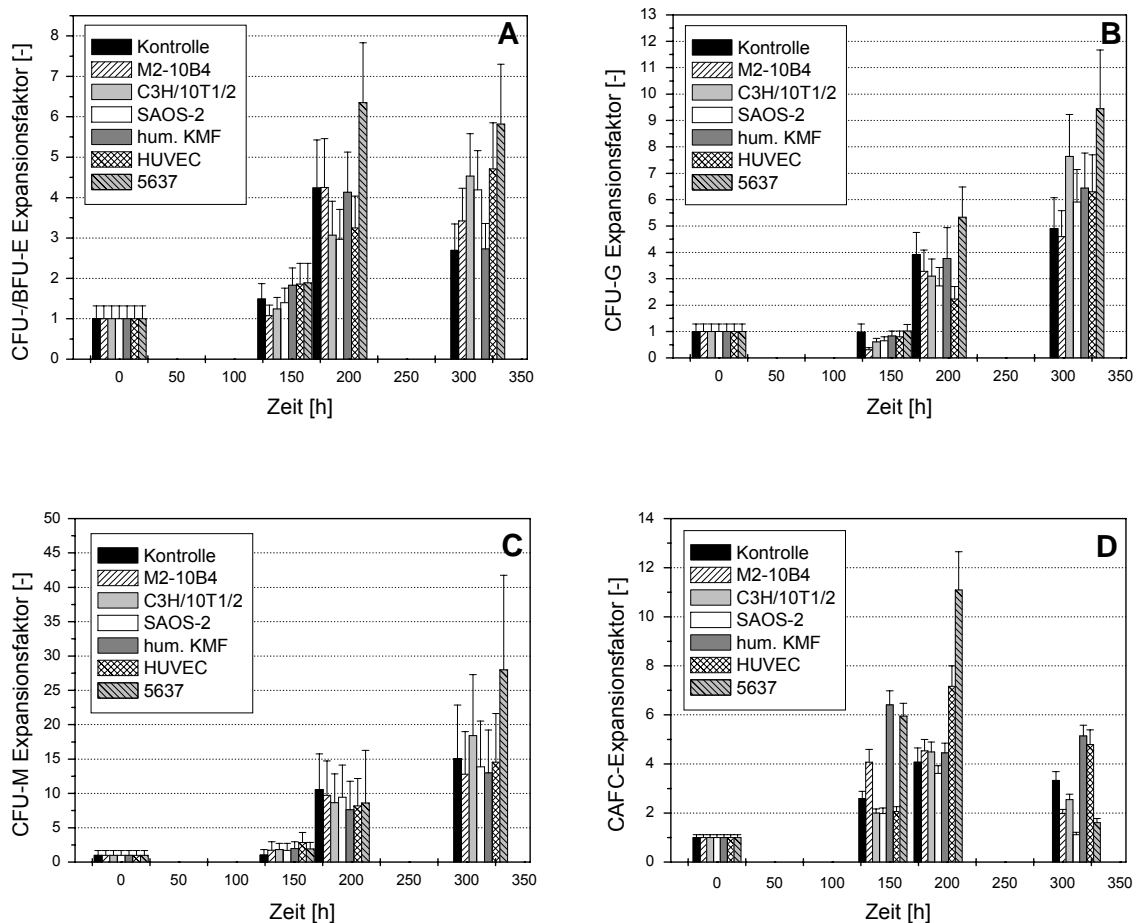 A
CFU-/BFU-E Expansionsfaktor [-]
8
7
6
5
4
3
2
1
0
Kontrolle
M2-10B4
C3H/10T1/2
SAOS-2
hum. KMF
HUVEC
5637
0 50 100 150 200 250 300 350
Zeit [h]
B
CFU-G Expansionsfaktor [-]
13
12
11
10
9
8
7
6
5
4
3
2
1
0
Kontrolle
M2-10B4
C3H/10T1/2
SAOS-2
hum. KMF
HUVEC
5637
0 50 100 150 200 250 300 350
Zeit [h]
C
CFU-M Expansionsfaktor [-]
50
45
40
35
30
25
20
15
10
5
0
Kontrolle
M2-10B4
C3H/10T1/2
SAOS-2
hum. KMF
HUVEC
5637
0 50 100 150 200 250 300 350
Zeit [h]
D
CAFC-Expansionsfaktor [-]
14
12
10
8
6
4
2
0
Kontrolle
M2-10B4
C3H/10T1/2
SAOS-2
hum. KMF
HUVEC
5637
0 50 100 150 200 250 300 350
Zeit [h]